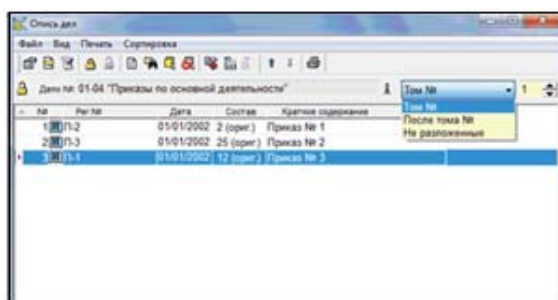 Опись дел
Файл Вид Печать Сортировка
Дело №: 01-04 "Приказы по основной деятельности" Том № 1
Том №
После тома №
Не разложенные
№ Рег № Дата Состав Краткое содержание
1 П-2 01/01/2002 2 (ориг.) Приказ № 1
2 П-3 01/01/2002 25 (ориг.) Приказ № 2
3 П-1 01/01/2002 12 (ориг.) Приказ № 3